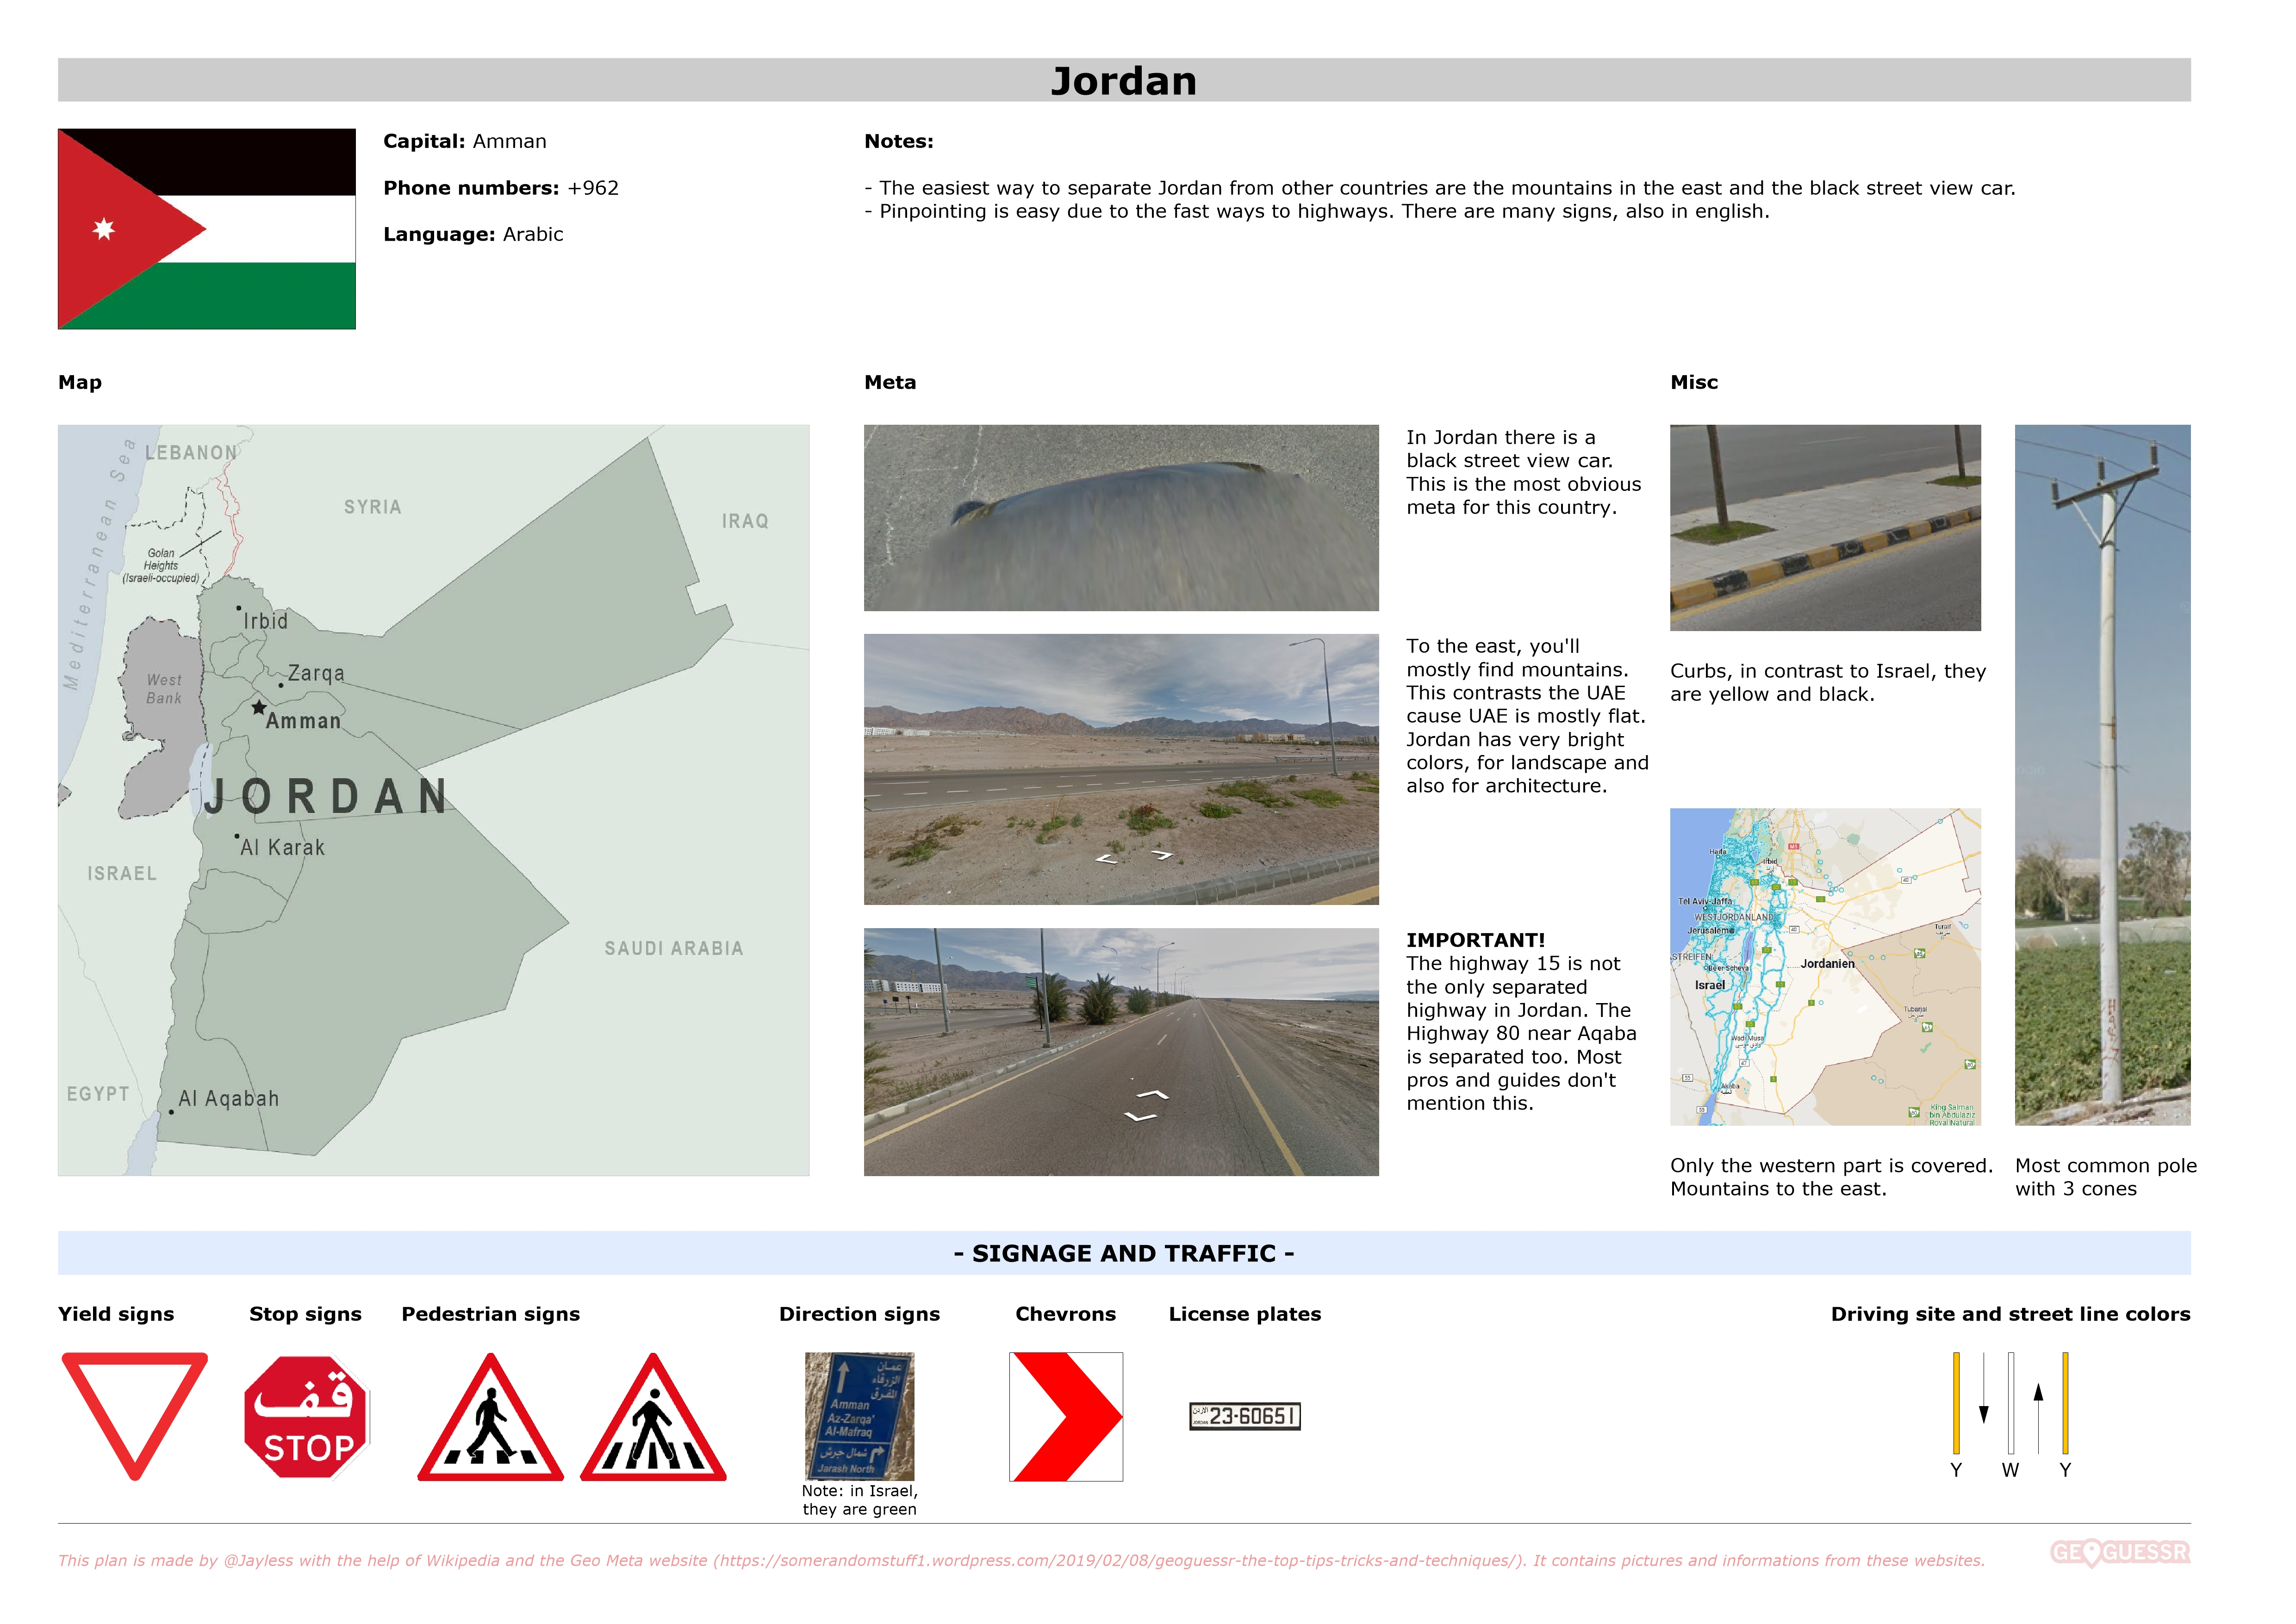 Jordan
Capital: Amman
Phone numbers: +962
Language: Arabic
Notes:
- The easiest way to separate Jordan from other countries are the mountains in the east and the black street view car.
- Pinpointing is easy due to the fast ways to highways. There are many signs, also in english.
Map
Mediterranean Sea
LEBANON
SYRIA
IRAQ
Golan
Heights
(Israeli-occupied)
Irbid
Zarqa
West
Bank
Amman
JORDAN
Al Karak
ISRAEL
SAUDI ARABIA
EGYPT
Al Aqabah
Meta
In Jordan there is a
black street view car.
This is the most obvious
meta for this country.
To the east, you'll
mostly find mountains.
This contrasts the UAE
cause UAE is mostly flat.
Jordan has very bright
colors, for landscape and
also for architecture.
IMPORTANT!
The highway 15 is not
the only separated
highway in Jordan. The
Highway 80 near Aqaba
is separated too. Most
pros and guides don't
mention this.
Misc
Curbs, in contrast to Israel, they
are yellow and black.
Haifa
Irbid
Tel Aviv-Jaffa
WESTJORDANLAND
Jerusalem
STREIFEN
Be'er Scheva
Jordanien
Israel
Turaif
Tubarjal
Wadi Musa
Akaba
King Salman
bin Abdulaziz
Royal Natural
Only the western part is covered.
Mountains to the east.
Most common pole
with 3 cones
- SIGNAGE AND TRAFFIC -
Yield signs
Stop signs
قف
STOP
Pedestrian signs
Direction signs
عمان
الزرقاء
المفرق
Amman
Az-Zarqa'
Al-Mafraq
شمال جرش
Jarash North
Note: in Israel,
they are green
Chevrons
License plates
الاردن
JORDAN
23-60651
Driving site and street line colors
Y W Y
This plan is made by @Jayless with the help of Wikipedia and the Geo Meta website (https://somerandomstuff1.wordpress.com/2019/02/08/geoguessr-the-top-tips-tricks-and-techniques/). It contains pictures and informations from these websites.
GEOGUESSR